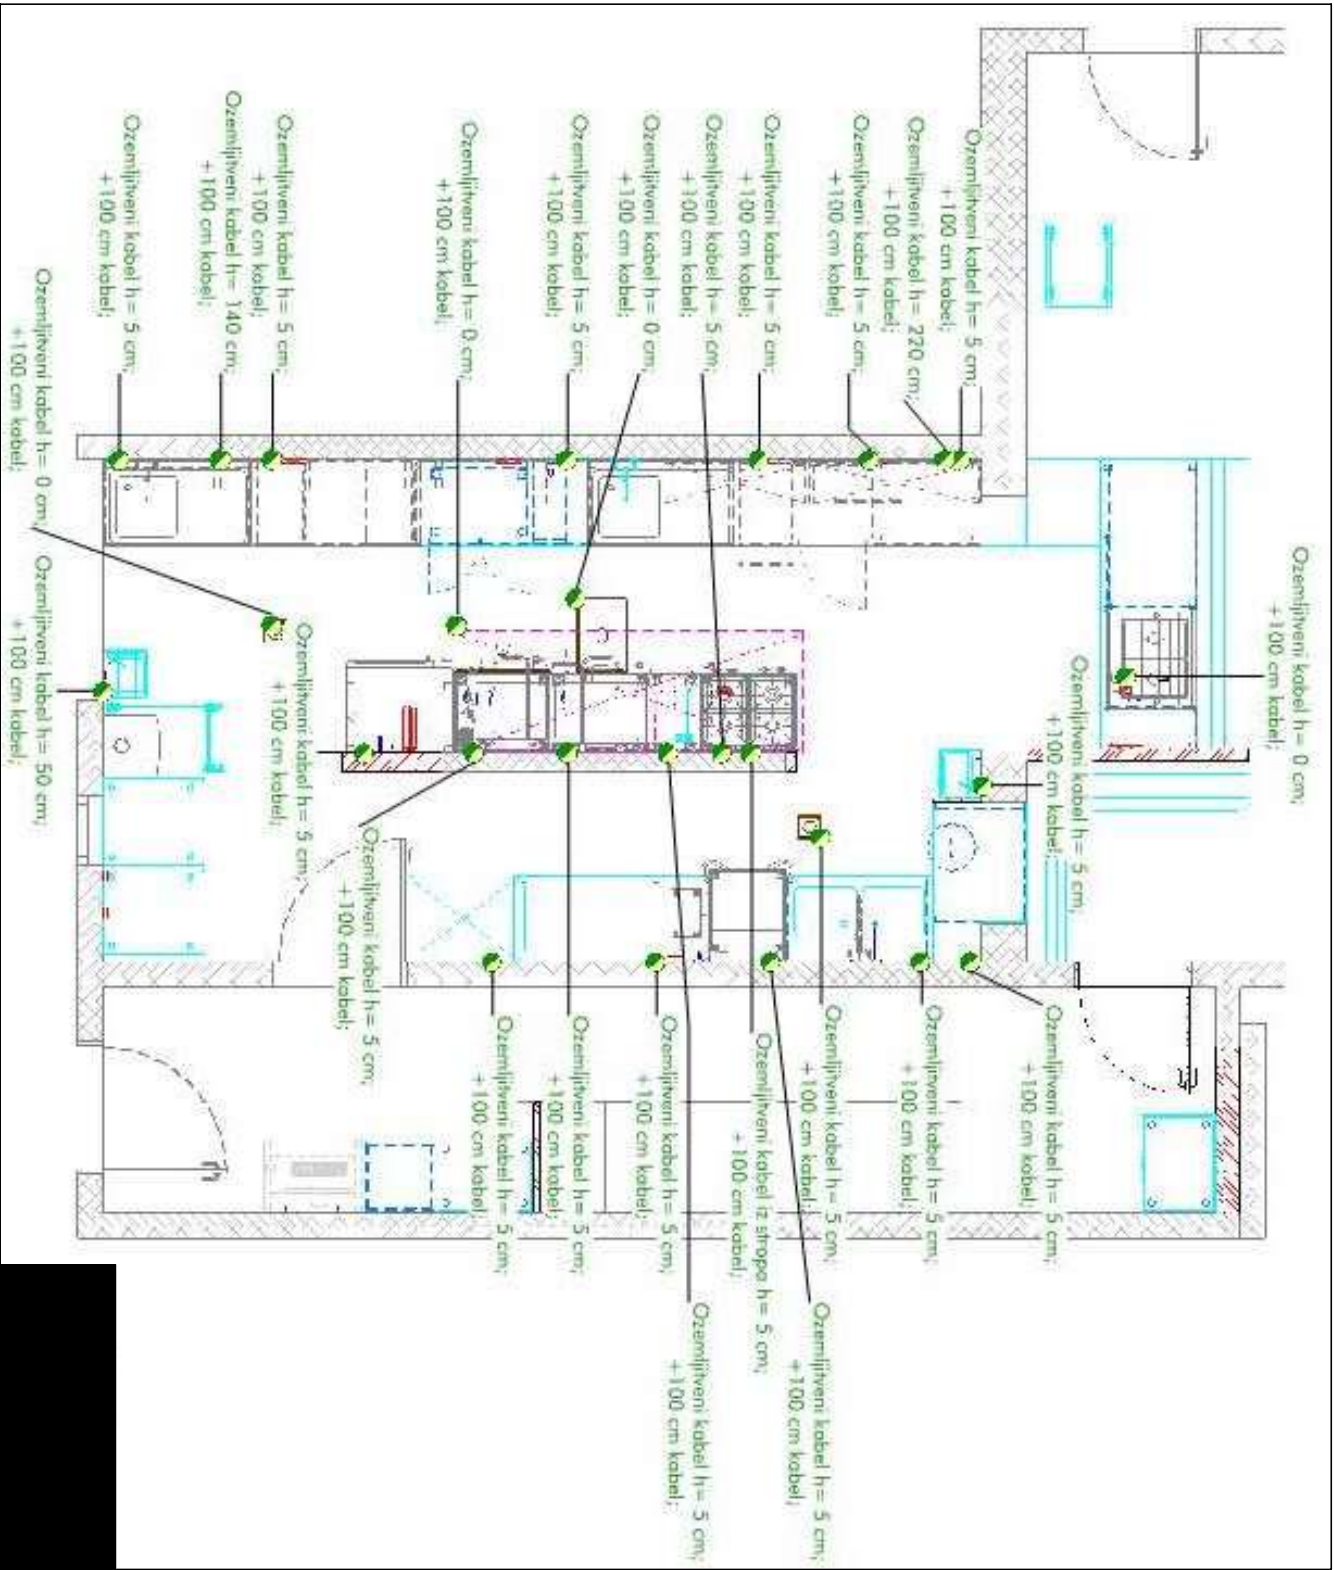 Ozemljitveni kabel h= 0 cm;
+100 cm kabel;
Ozemljitveni kabel h= 5 cm;
+100 cm kabel;
Ozemljitveni kabel h= 5 cm;
+100 cm kabel;
Ozemljitveni kabel h= 5 cm;
+100 cm kabel;
Ozemljitveni kabel h= 5 cm;
+100 cm kabel;
Ozemljitveni kabel h= 220 cm;
+100 cm kabel;
Ozemljitveni kabel h= 5 cm;
+100 cm kabel;
Ozemljitveni kabel h= 5 cm;
+100 cm kabel;
Ozemljitveni kabel h= 5 cm;
+100 cm kabel;
Ozemljitveni kabel h= 5 cm;
+100 cm kabel;
Ozemljitveni kabel iz stropa h= 5 cm;
+100 cm kabel;
Ozemljitveni kabel h= 5 cm;
+100 cm kabel;
Ozemljitveni kabel h= 5 cm;
+100 cm kabel;
Ozemljitveni kabel h= 5 cm;
+100 cm kabel;
Ozemljitveni kabel h= 0 cm;
+100 cm kabel;
Ozemljitveni kabel h= 5 cm;
+100 cm kabel;
Ozemljitveni kabel h= 5 cm;
+100 cm kabel;
Ozemljitveni kabel h= 5 cm;
+100 cm kabel;
Ozemljitveni kabel h= 0 cm;
+100 cm kabel;
Ozemljitveni kabel h= 5 cm;
+100 cm kabel;
Ozemljitveni kabel h= 5 cm;
+100 cm kabel;
Ozemljitveni kabel h= 5 cm;
+100 cm kabel;
Ozemljitveni kabel h= 140 cm;
+100 cm kabel;
Ozemljitveni kabel h= 5 cm;
+100 cm kabel;
Ozemljitveni kabel h= 0 cm;
+100 cm kabel;
Ozemljitveni kabel h= 50 cm;
+100 cm kabel;